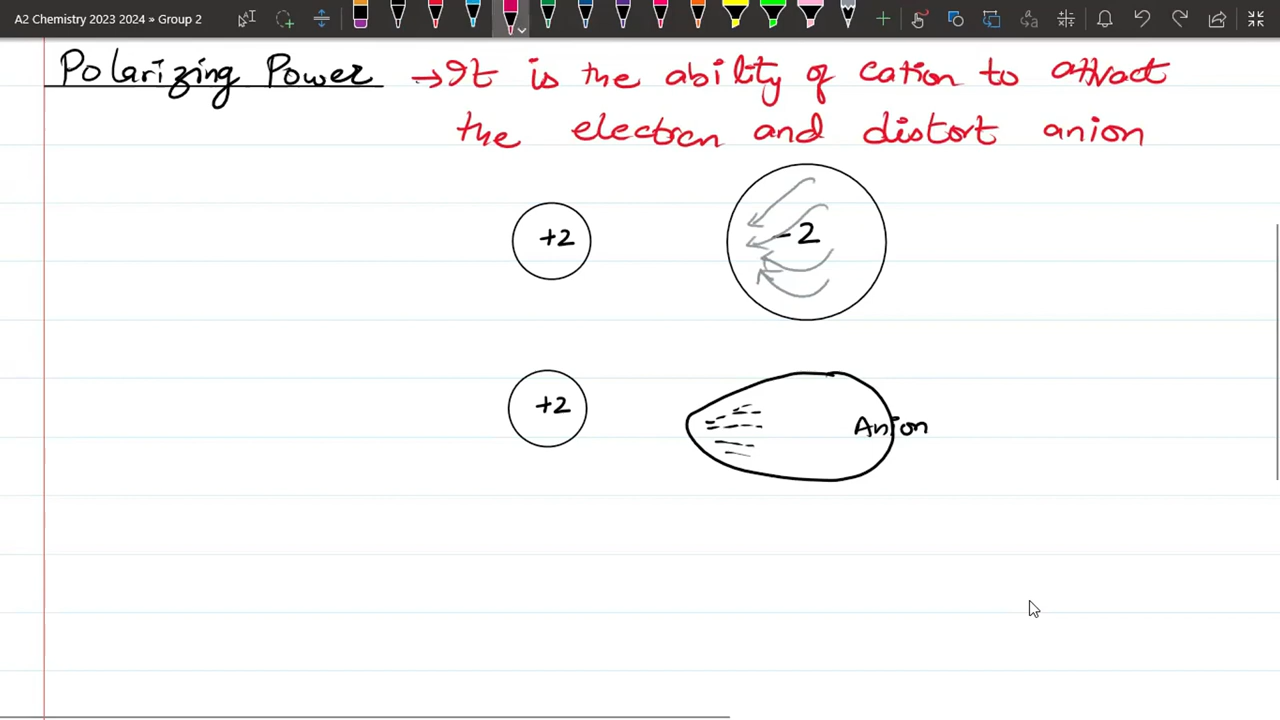 A2 Chemistry 2023 2024 » Group 2
Polarizing Power → It is the ability of cation to attract
the electron and distort anion
+2
-2
+2
Anion